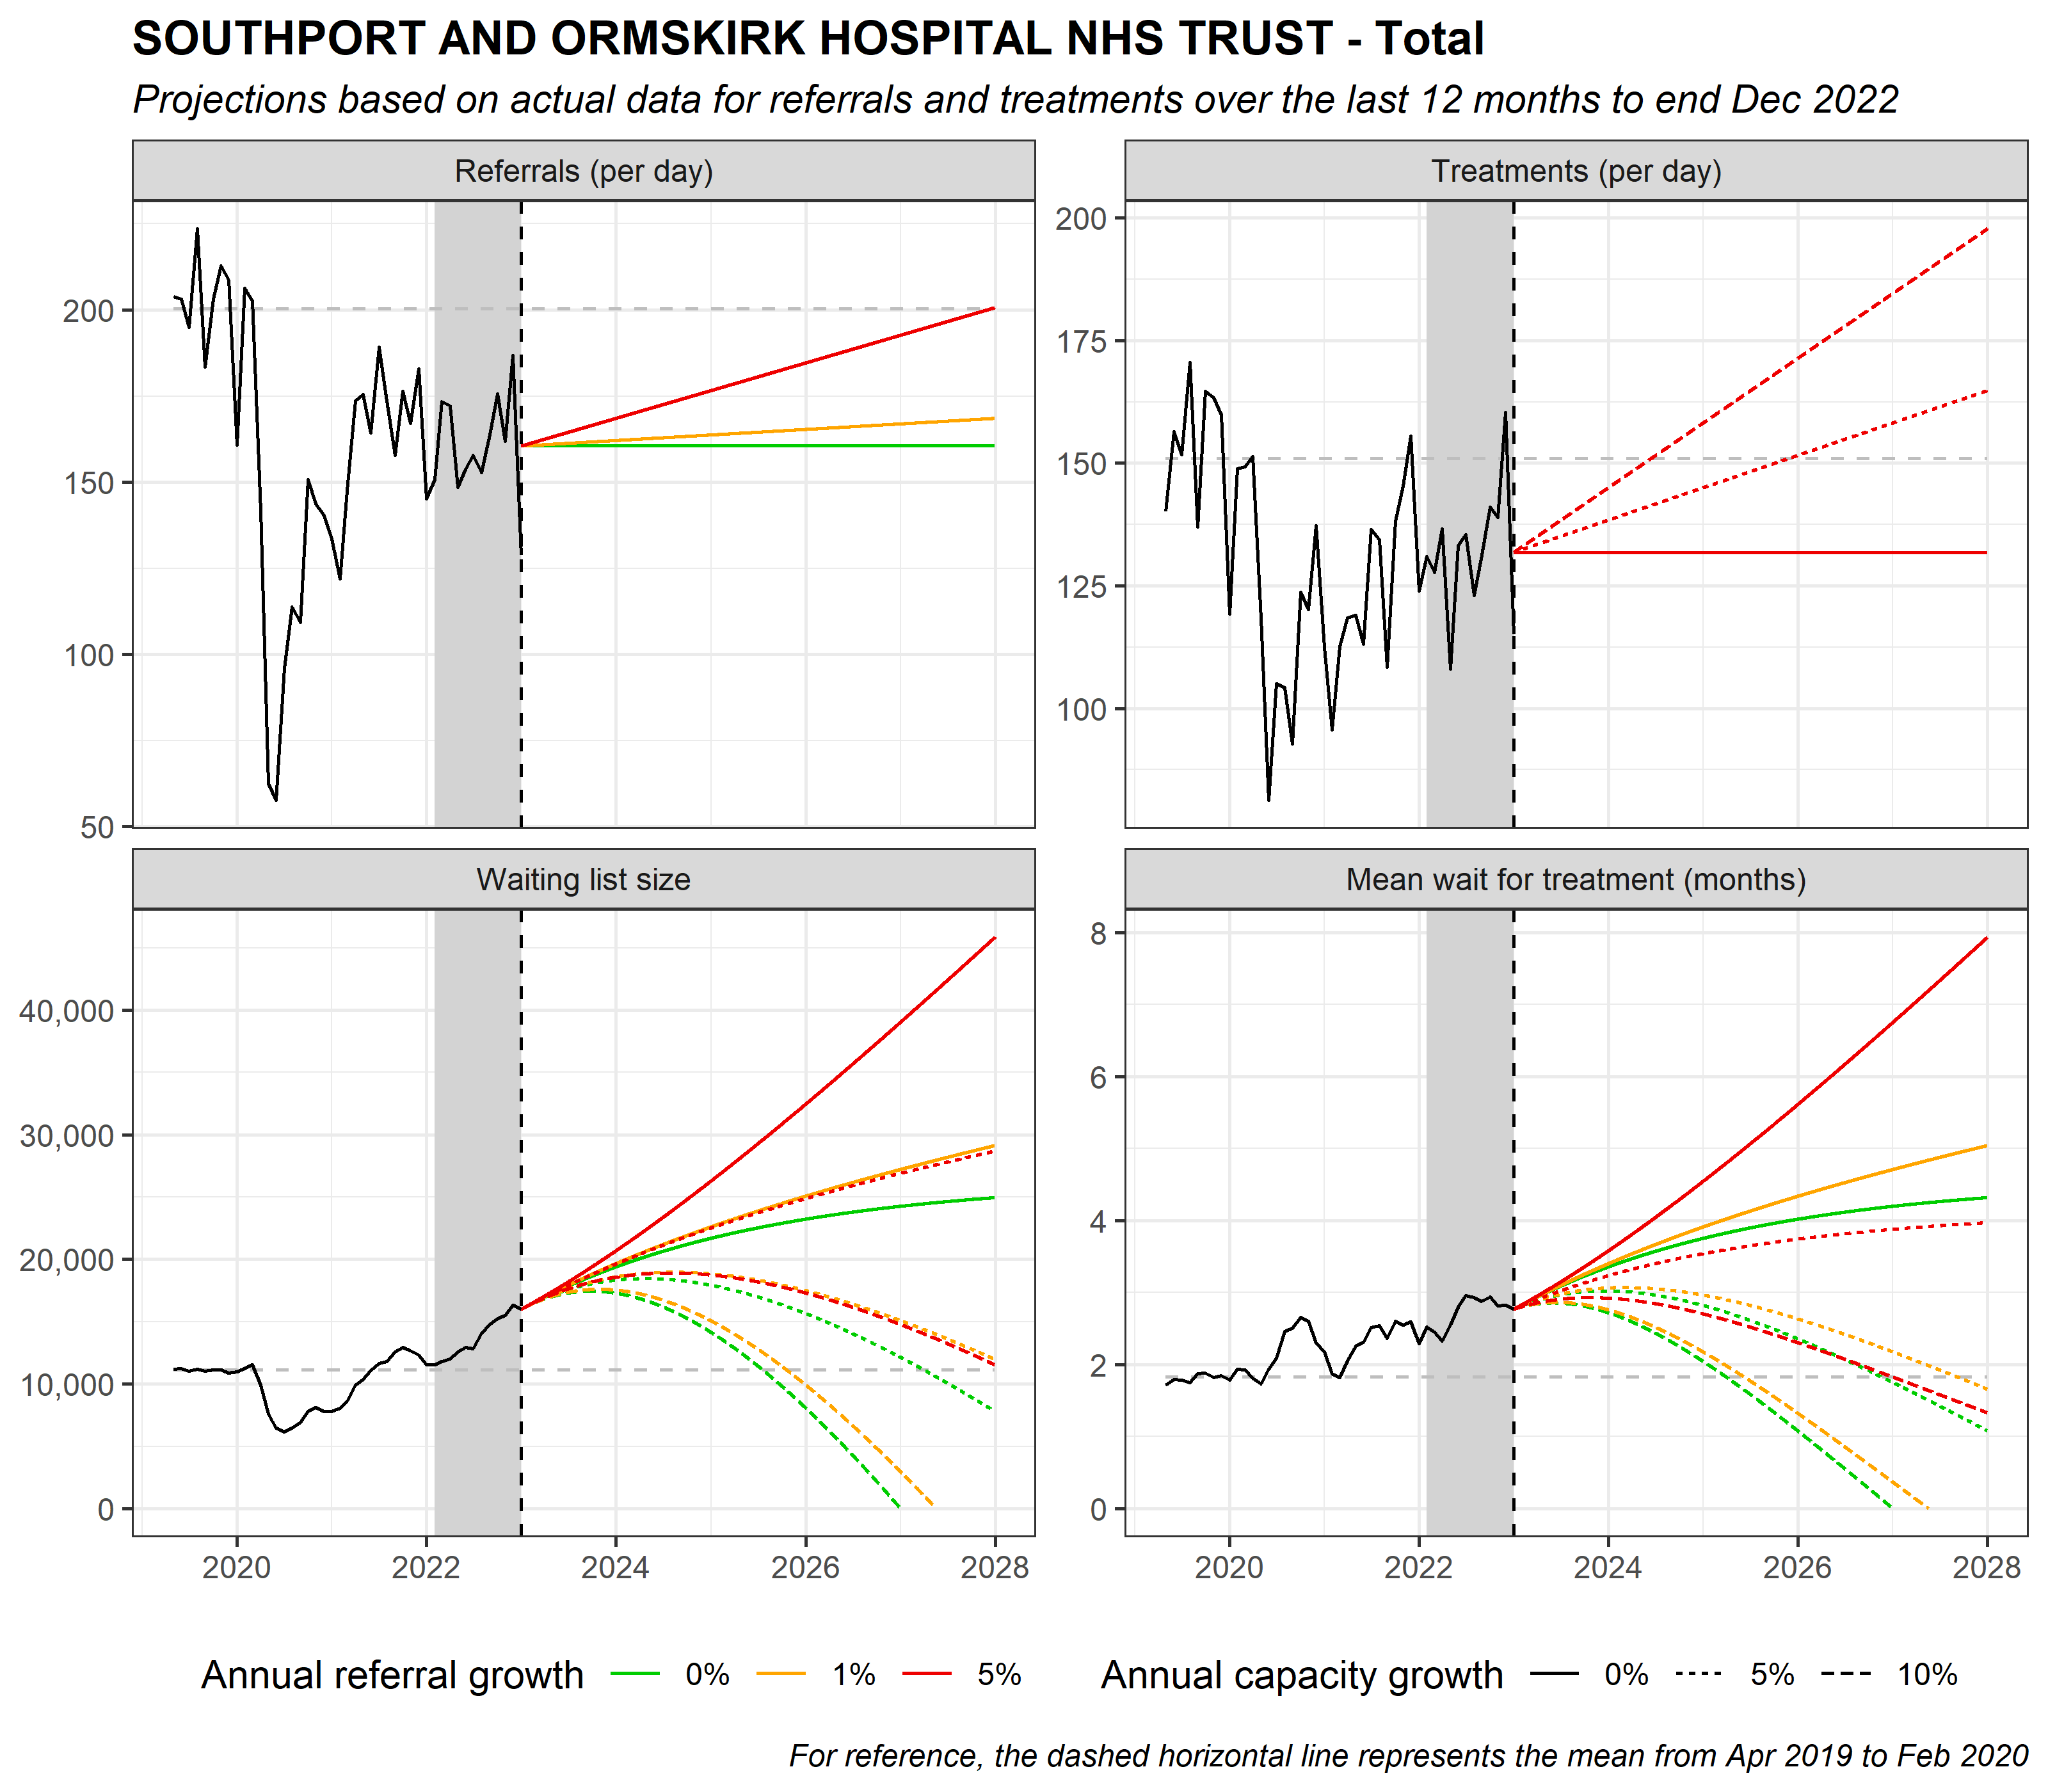 SOUTHPORT AND ORMSKIRK HOSPITAL NHS TRUST - Total
Projections based on actual data for referrals and treatments over the last 12 months to end Dec 2022
Referrals (per day)
200
150
100
50
Treatments (per day)
200
175
150
125
100
Waiting list size
40,000
30,000
20,000
10,000
0
2020 2022 2024 2026 2028
Mean wait for treatment (months)
8
6
4
2
0
2020 2022 2024 2026 2028
Annual referral growth 0% 1% 5%
Annual capacity growth 0% 5% 10%
For reference, the dashed horizontal line represents the mean from Apr 2019 to Feb 2020